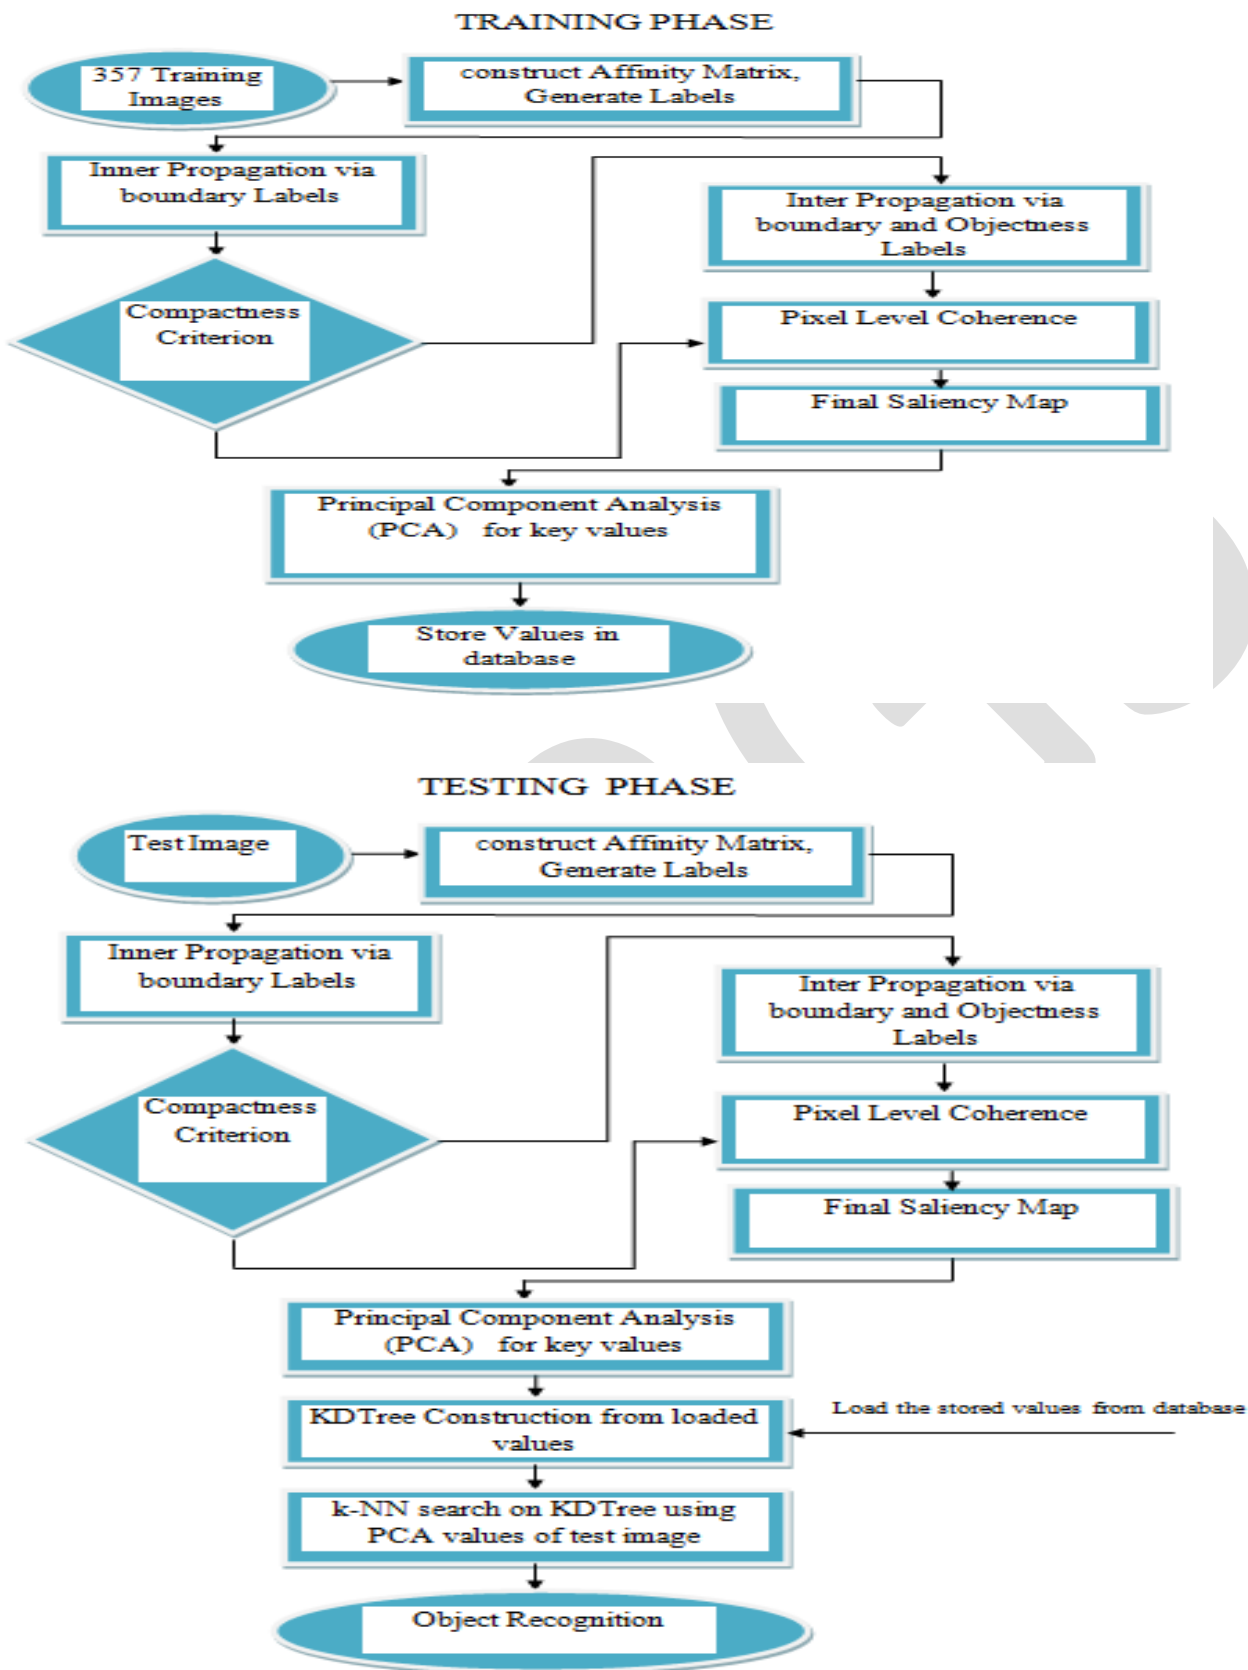 TRAINING PHASE
357 Training
Images
construct Affinity Matrix,
Generate Labels
Inner Propagation via
boundary Labels
Inter Propagation via
boundary and Objectness
Labels
Compactness
Criterion
Pixel Level Coherence
Final Saliency Map
Principal Component Analysis
(PCA) for key values
Store Values in
database
TESTING PHASE
Test Image
construct Affinity Matrix,
Generate Labels
Inner Propagation via
boundary Labels
Inter Propagation via
boundary and Objectness
Labels
Compactness
Criterion
Pixel Level Coherence
Final Saliency Map
Principal Component Analysis
(PCA) for key values
KDTree Construction from loaded
values
Load the stored values from database
k-NN search on KDTree using
PCA values of test image
Object Recognition